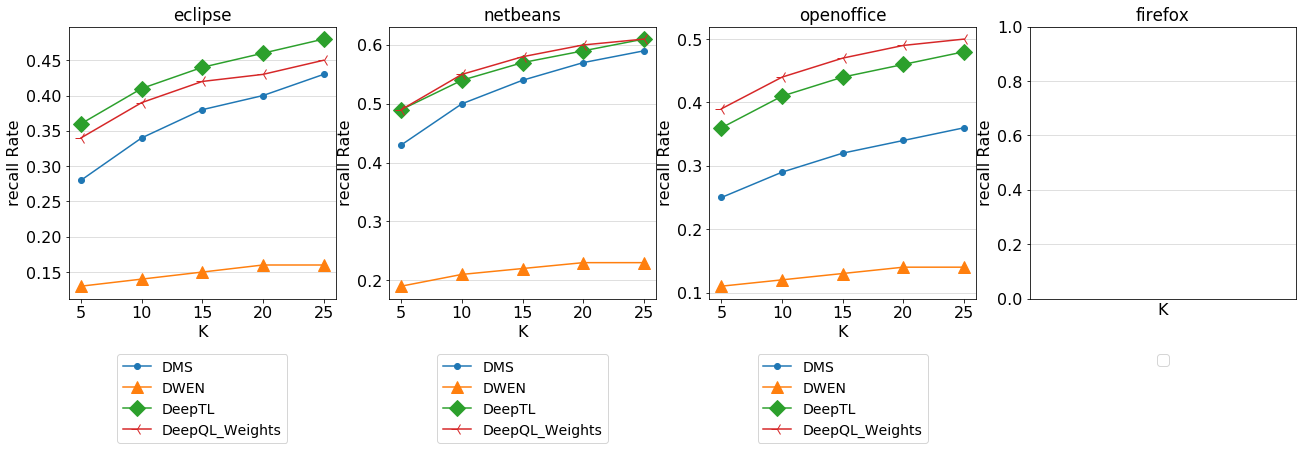 eclipse
recall Rate
0.45
0.40
0.35
0.30
0.25
0.20
0.15
5 10 15 20 25
K
DMS
DWEN
DeepTL
DeepQL_Weights
netbeans
recall Rate
0.6
0.5
0.4
0.3
0.2
5 10 15 20 25
K
DMS
DWEN
DeepTL
DeepQL_Weights
openoffice
recall Rate
0.5
0.4
0.3
0.2
0.1
5 10 15 20 25
K
DMS
DWEN
DeepTL
DeepQL_Weights
firefox
recall Rate
1.0
0.8
0.6
0.4
0.2
0.0
K